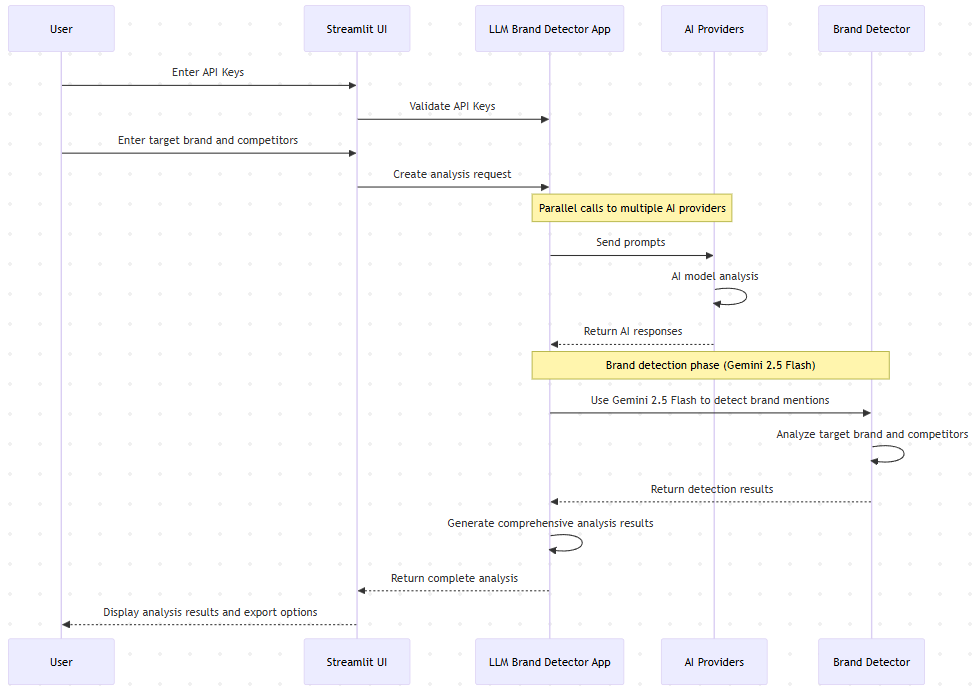 User
Streamlit UI
LLM Brand Detector App
AI Providers
Brand Detector
Enter API Keys
Validate API Keys
Enter target brand and competitors
Create analysis request
Parallel calls to multiple AI providers
Send prompts
AI model analysis
Return AI responses
Brand detection phase (Gemini 2.5 Flash)
Use Gemini 2.5 Flash to detect brand mentions
Analyze target brand and competitors
Return detection results
Generate comprehensive analysis results
Return complete analysis
Display analysis results and export options
User
Streamlit UI
LLM Brand Detector App
AI Providers
Brand Detector